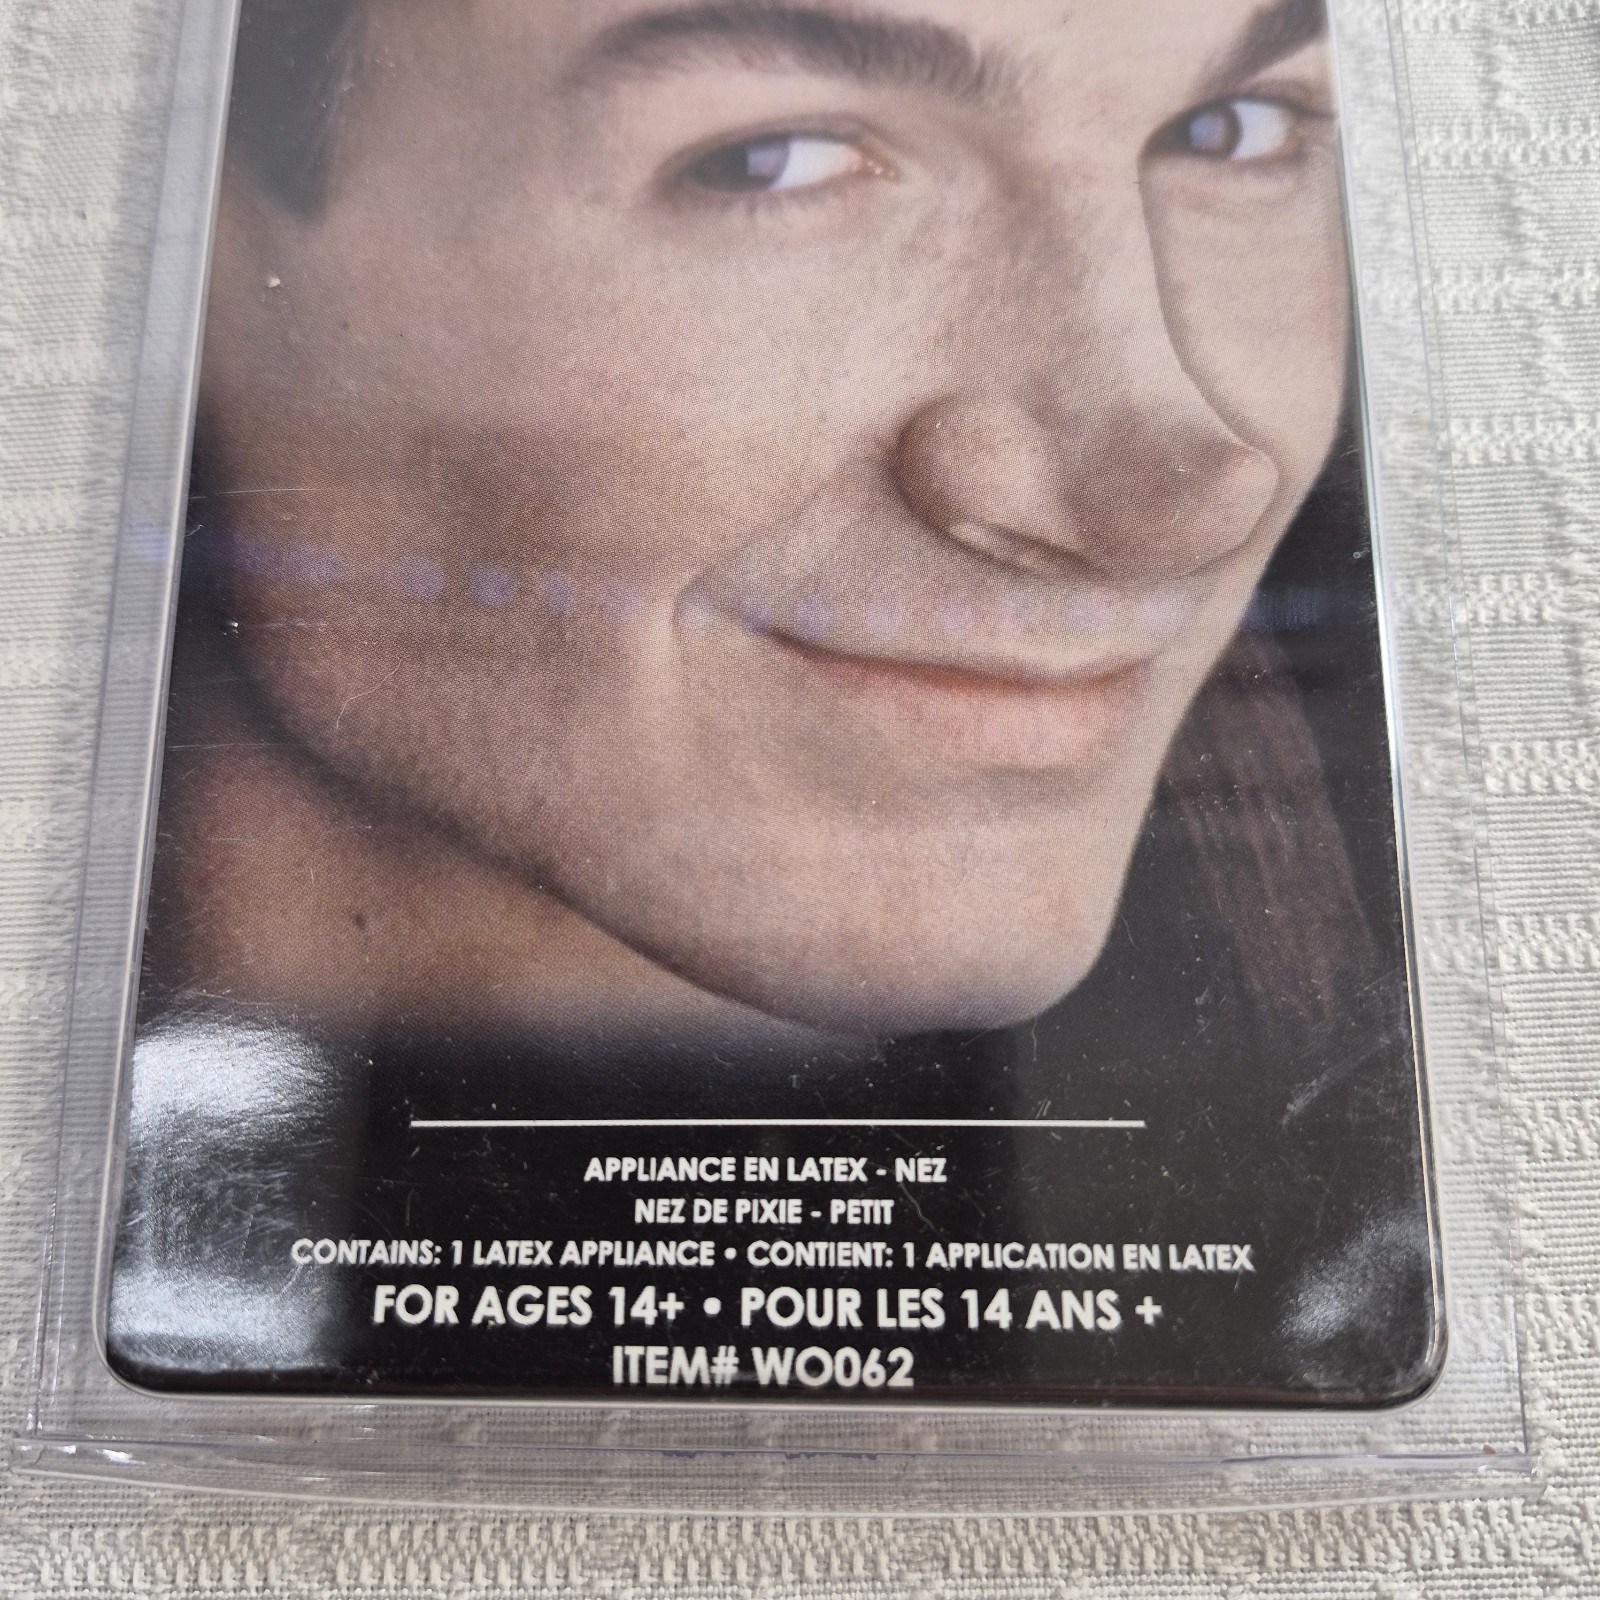 APPLIANCE EN LATEX - NEZ
NEZ DE PIXIE - PETIT
CONTAINS: 1 LATEX APPLIANCE • CONTIENT: 1 APPLICATION EN LATEX
FOR AGES 14+ • POUR LES 14 ANS +
ITEM# WO062